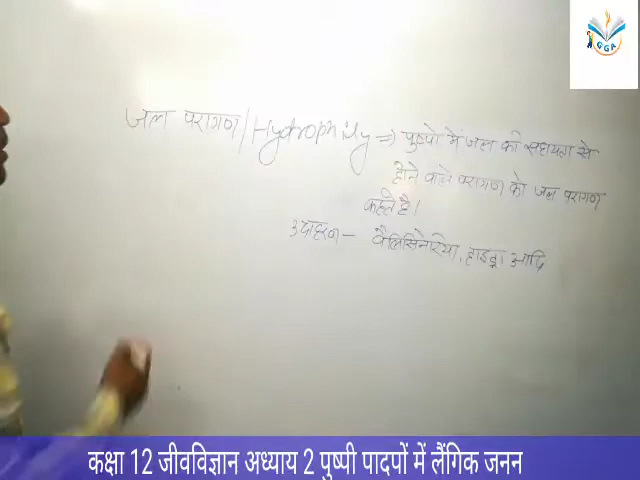 जल परागण/Hydrophily ⇒ पुष्पो में जल की सहायता से
होने वाले परागण को जल परागण
कहते है।
उदाहरण - वैलिसिनेरिया, हाइड्रा आदि
GGA
कक्षा 12 जीवविज्ञान अध्याय 2 पुष्पी पादपों में लैंगिक जनन